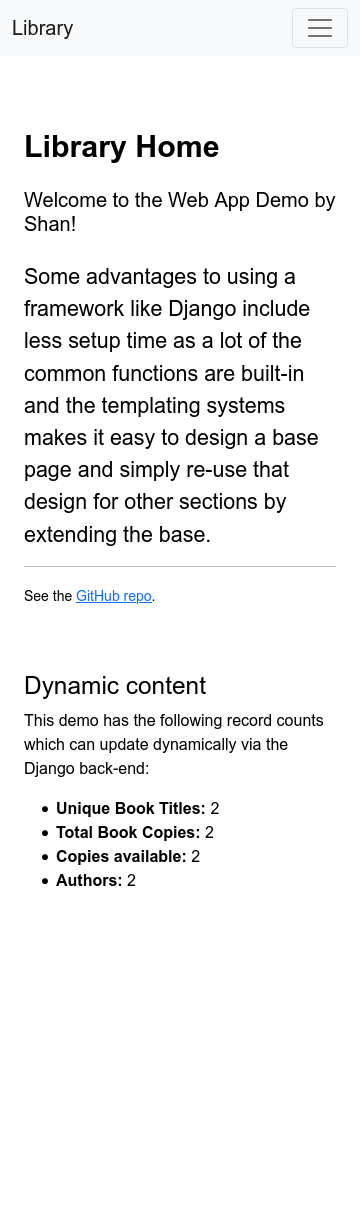 Library
Library Home
Welcome to the Web App Demo by
Shan!
Some advantages to using a
framework like Django include
less setup time as a lot of the
common functions are built-in
and the templating systems
makes it easy to design a base
page and simply re-use that
design for other sections by
extending the base.
See the GitHub repo.
Dynamic content
This demo has the following record counts
which can update dynamically via the
Django back-end:
• Unique Book Titles: 2
• Total Book Copies: 2
• Copies available: 2
• Authors: 2